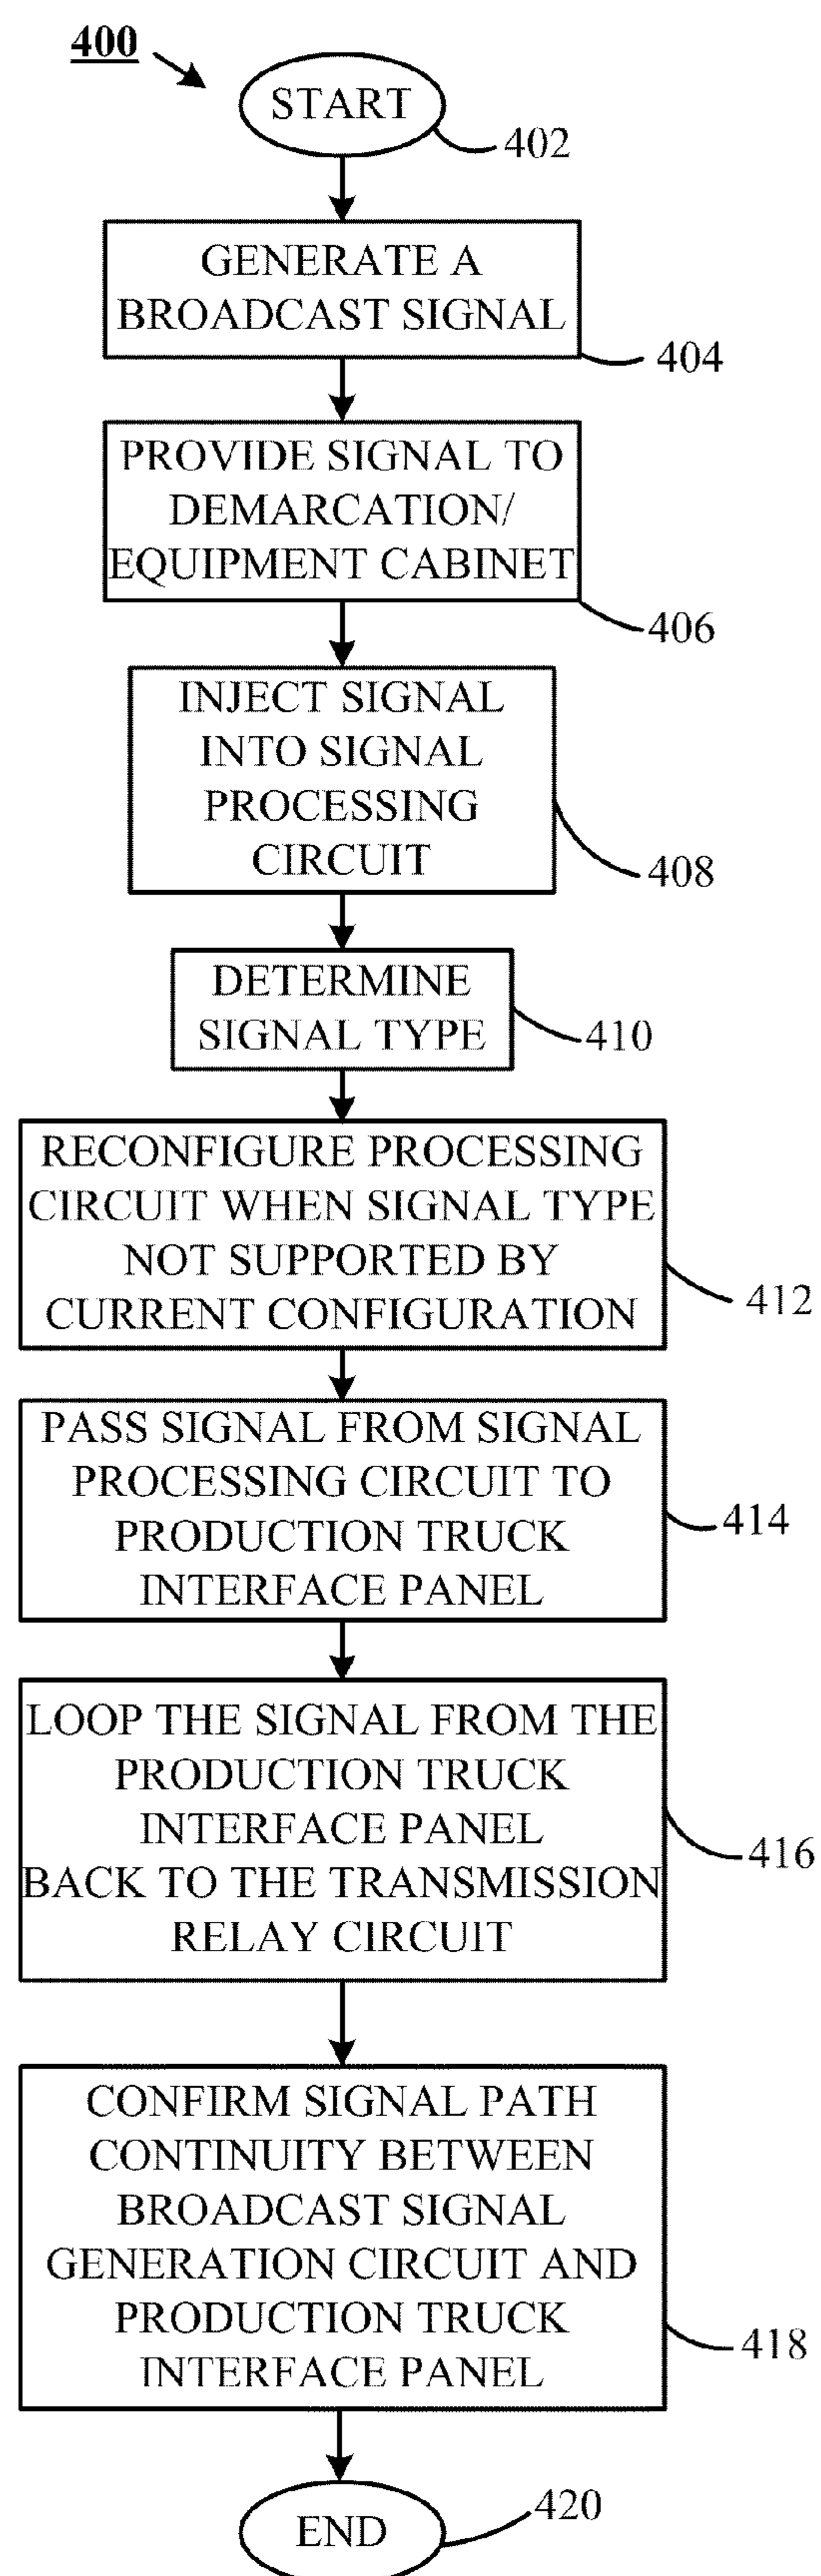 400
START
402
GENERATE A
BROADCAST SIGNAL
404
PROVIDE SIGNAL TO
DEMARCATION/
EQUIPMENT CABINET
406
INJECT SIGNAL
INTO SIGNAL
PROCESSING
CIRCUIT
408
DETERMINE
SIGNAL TYPE
410
RECONFIGURE PROCESSING
CIRCUIT WHEN SIGNAL TYPE
NOT SUPPORTED BY
CURRENT CONFIGURATION
412
PASS SIGNAL FROM SIGNAL
PROCESSING CIRCUIT TO
PRODUCTION TRUCK
INTERFACE PANEL
414
LOOP THE SIGNAL FROM THE
PRODUCTION TRUCK
INTERFACE PANEL
BACK TO THE TRANSMISSION
RELAY CIRCUIT
416
CONFIRM SIGNAL PATH
CONTINUITY BETWEEN
BROADCAST SIGNAL
GENERATION CIRCUIT AND
PRODUCTION TRUCK
INTERFACE PANEL
418
END
420